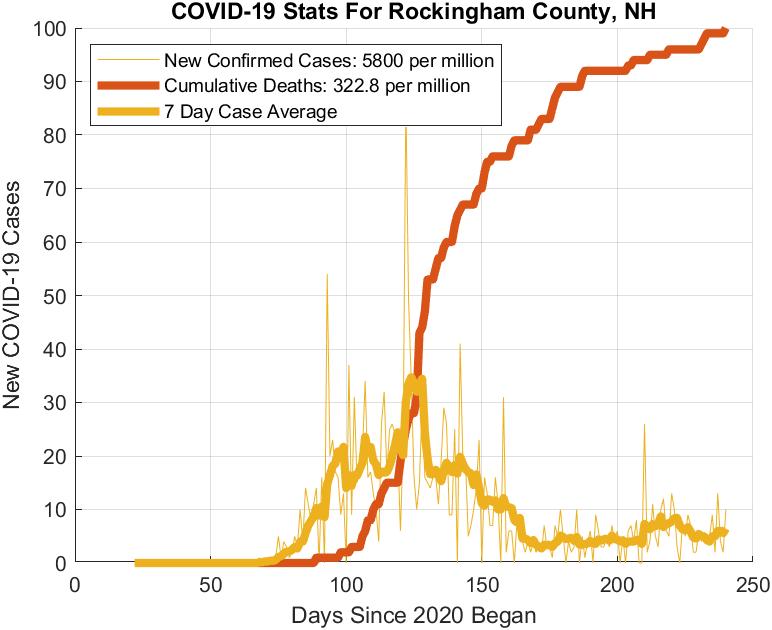 COVID-19 Stats For Rockingham County, NH
New Confirmed Cases: 5800 per million
Cumulative Deaths: 322.8 per million
7 Day Case Average
100
90
80
70
60
50
40
30
20
10
0
New COVID-19 Cases
0 50 100 150 200 250
Days Since 2020 Began